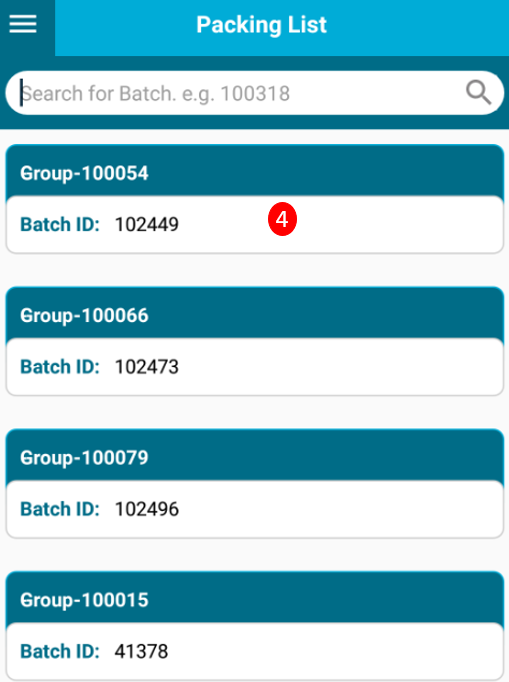 Packing List
Search for Batch. e.g. 100318
Group-100054
Batch ID: 102449
4
Group-100066
Batch ID: 102473
Group-100079
Batch ID: 102496
Group-100015
Batch ID: 41378